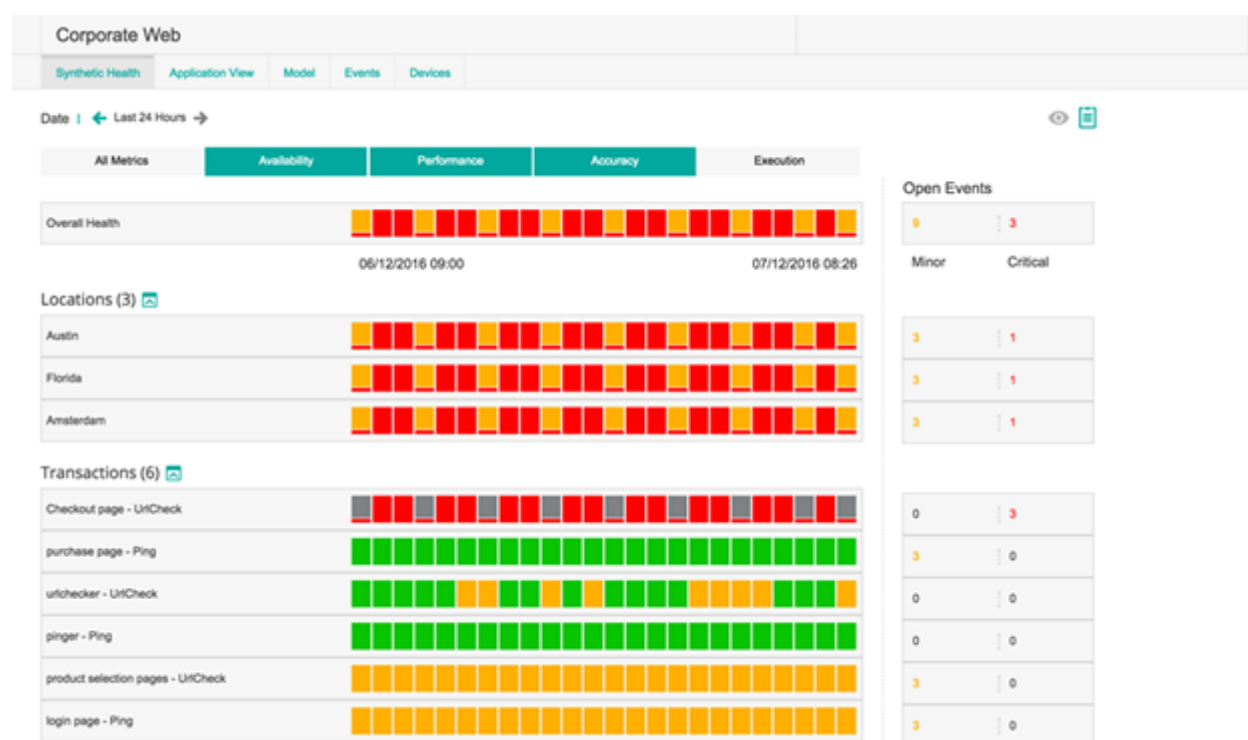 Corporate Web
Synthetic Health Application View Model Events Devices
Date Last 24 Hours
All Metrics Availability Performance Accuracy Execution
Open Events
Overall Health 9 3
06/12/2016 09:00 07/12/2016 08:26 Minor Critical
Locations (3)
Austin 3 1
Florida 3 1
Amsterdam 3 1
Transactions (6)
Checkout page - UrlCheck 0 3
purchase page - Ping 3 0
urlchecker - UrlCheck 0 0
pinger - Ping 0 0
product selection pages - UrlCheck 3 0
login page - Ping 3 0